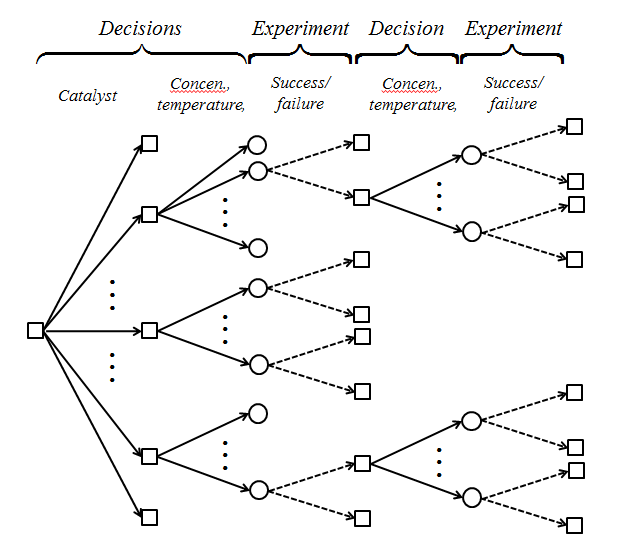 Decisions Experiment Decision Experiment
Catalyst
Concen.,
temperature,
Success/
failure
Concen.,
temperature,
Success/
failure